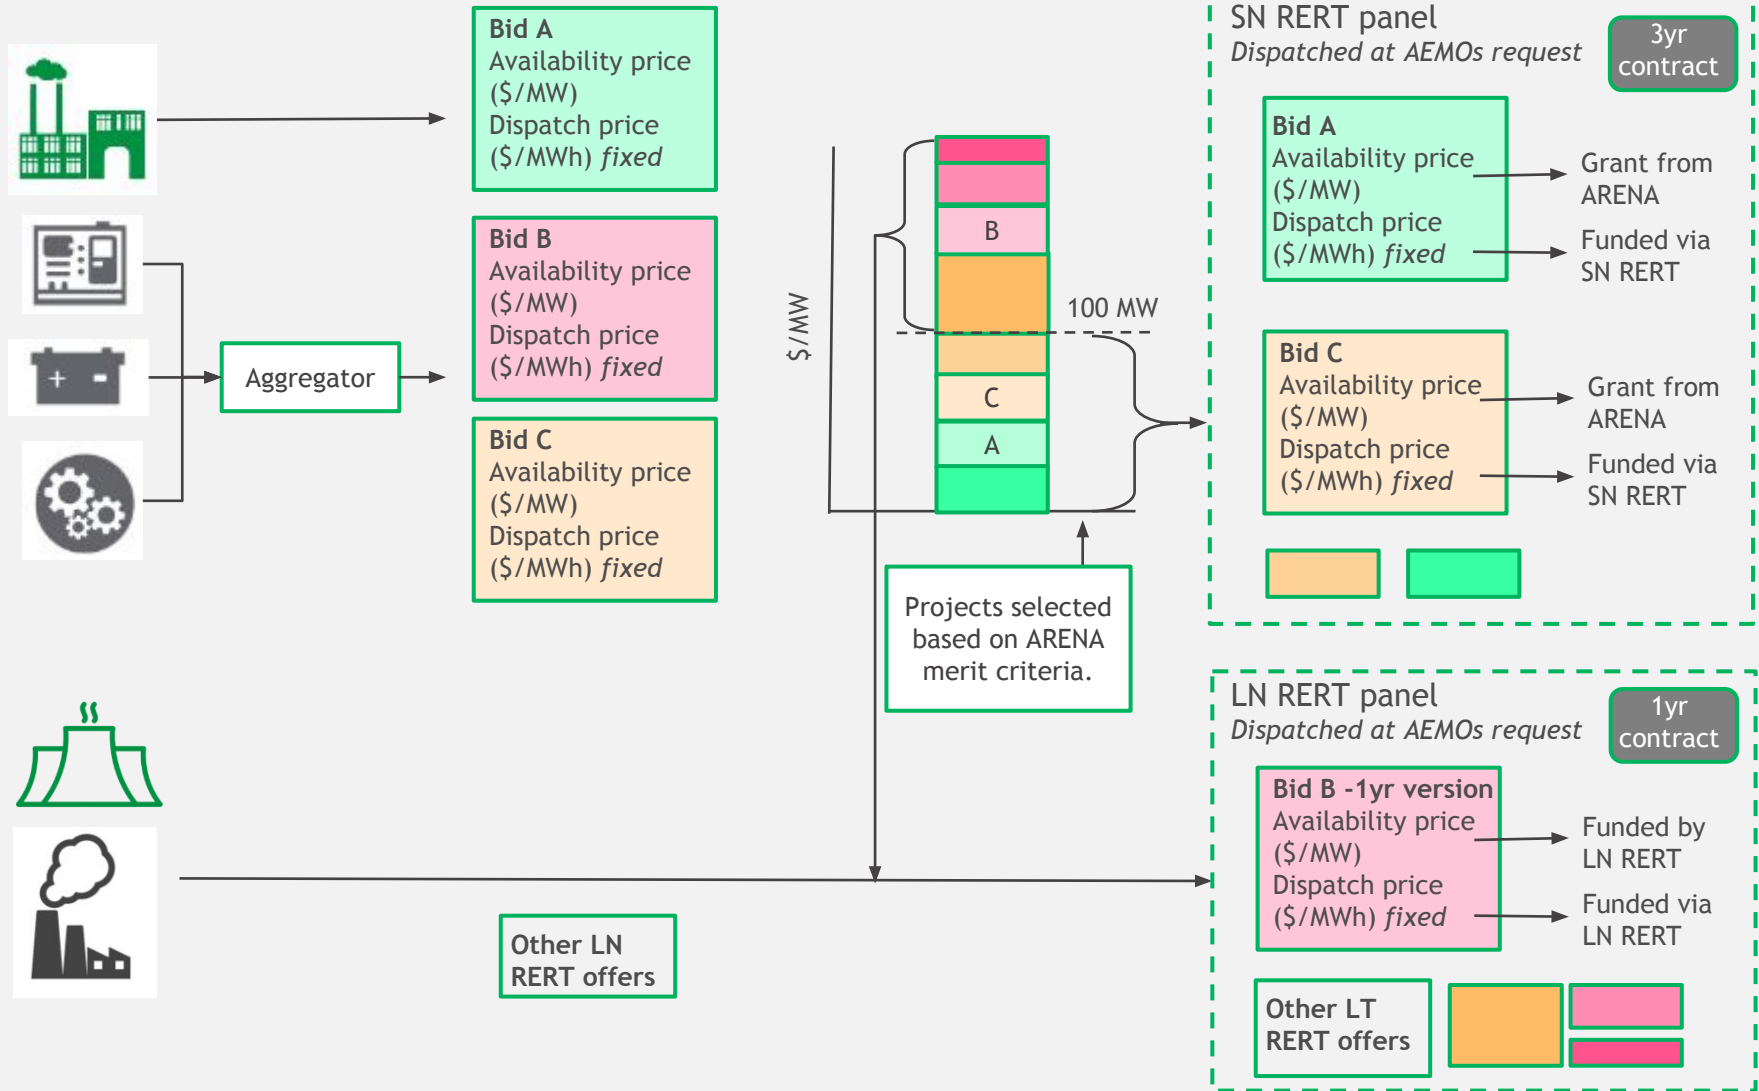 Bid A
Availability price
($/MW)
Dispatch price
($/MWh) fixed
Bid B
Availability price
($/MW)
Dispatch price
($/MWh) fixed
Aggregator
Bid C
Availability price
($/MW)
Dispatch price
($/MWh) fixed
Other LN
RERT offers
$/MW
B
100 MW
C
A
Projects selected
based on ARENA
merit criteria.
SN RERT panel
Dispatched at AEMOs request
3yr
contract
Bid A
Availability price
($/MW)
Dispatch price
($/MWh) fixed
Grant from
ARENA
Funded via
SN RERT
Bid C
Availability price
($/MW)
Dispatch price
($/MWh) fixed
Grant from
ARENA
Funded via
SN RERT
LN RERT panel
Dispatched at AEMOs request
1yr
contract
Bid B -1yr version
Availability price
($/MW)
Dispatch price
($/MWh) fixed
Funded by
LN RERT
Funded via
LN RERT
Other LT
RERT offers